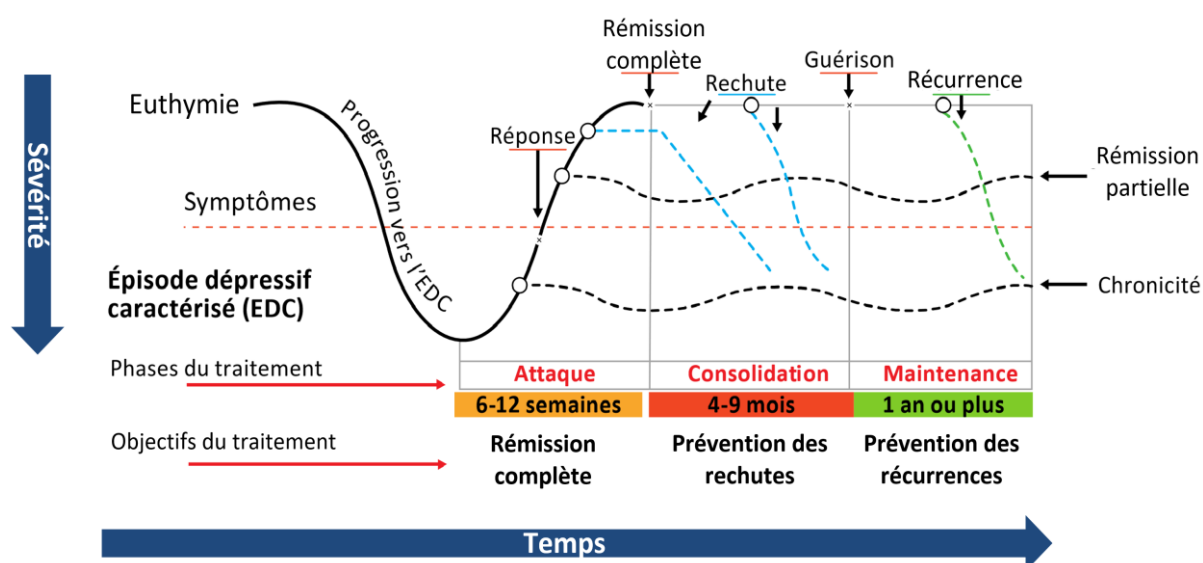 Rémission
complète
Guérison
Rechute
Récurrence
Euthymie
Progression vers l'EDC
Réponse
Rémission
partielle
Sévérité
Symptômes
Épisode dépressif
caractérisé (EDC)
Chronicité
Phases du traitement
Attaque
Consolidation
Maintenance
6-12 semaines
4-9 mois
1 an ou plus
Objectifs du traitement
Rémission
complète
Prévention des
rechutes
Prévention des
récurrences
Temps